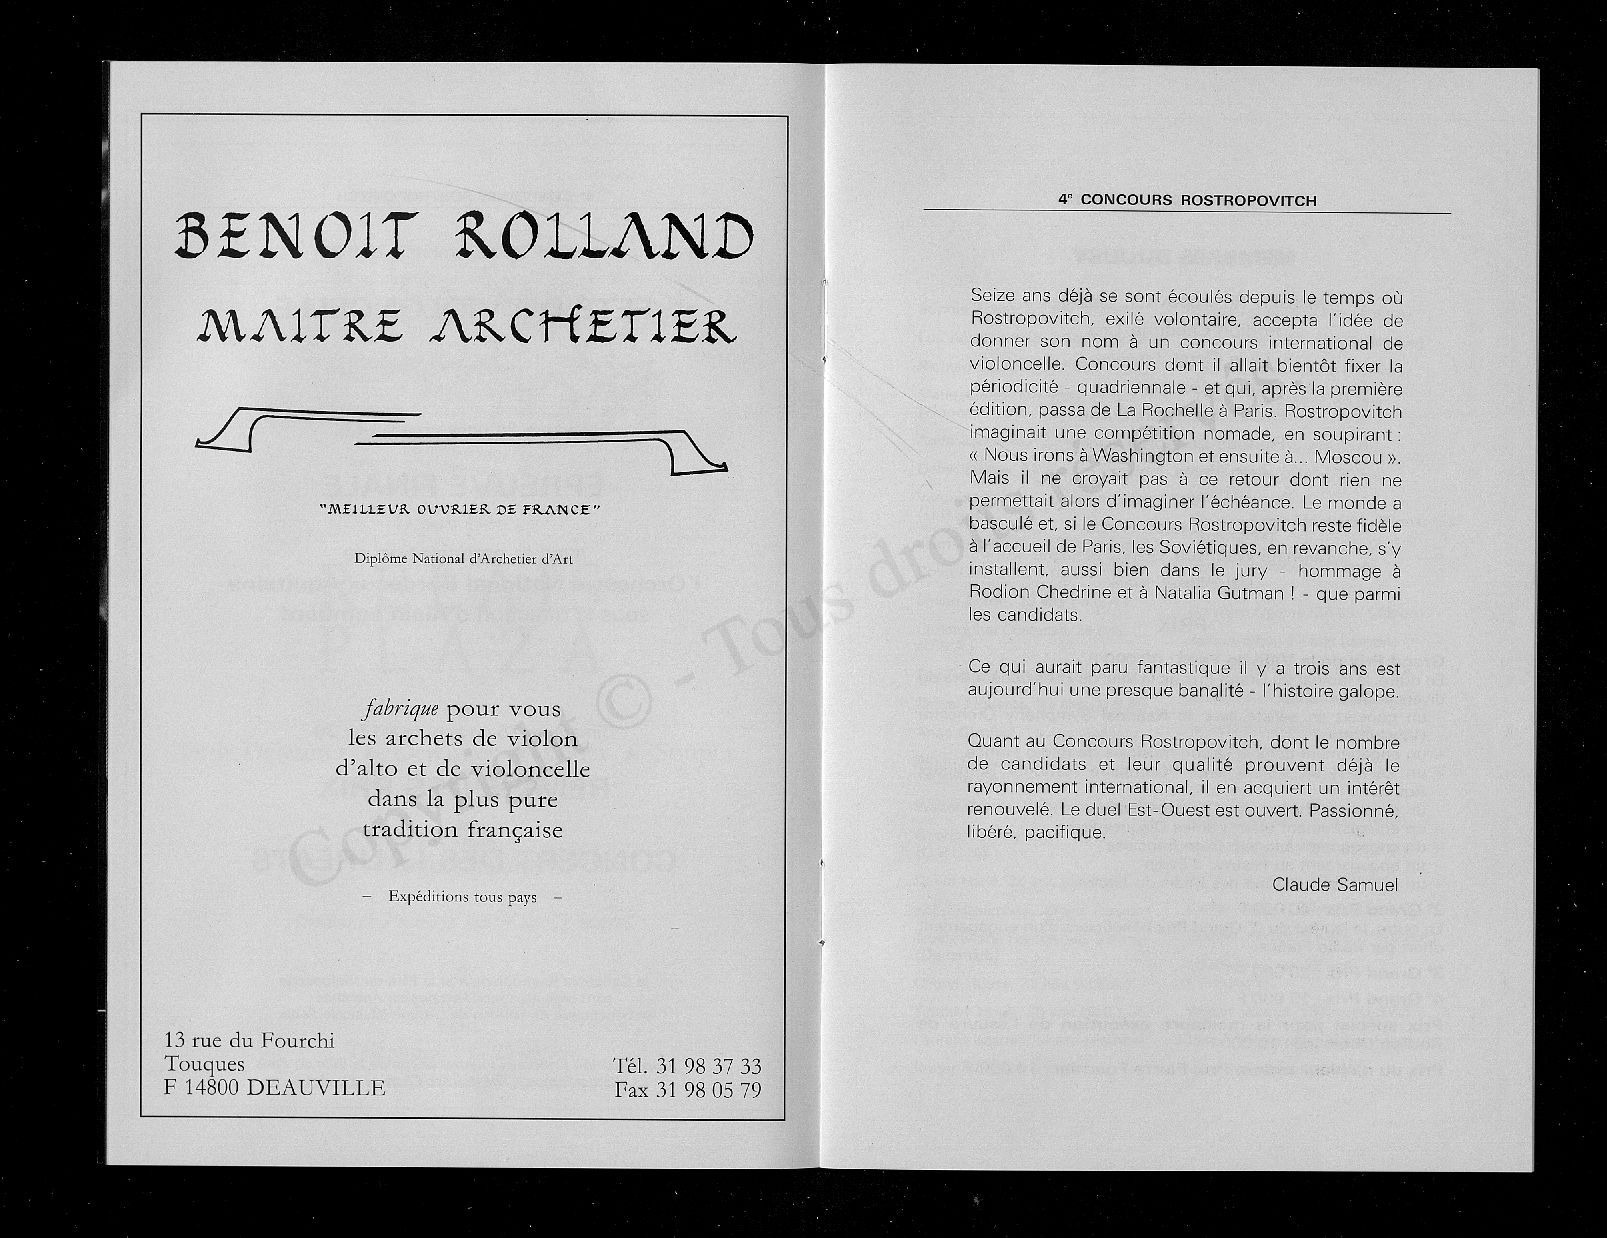 BENOIT ROLLAND
MAITRE ARCHETIER
"MEILLEUR OUVRIER DE FRANCE"
Diplôme National d'Archetier d'Art
fabrique pour vous
les archets de violon
d'alto et de violoncelle
dans la plus pure
tradition française
– Expéditions tous pays –
13 rue du Fourchi
Touques
F 14800 DEAUVILLE
Tél. 31 98 37 33
Fax 31 98 05 79
4e CONCOURS ROSTROPOVITCH
Seize ans déjà se sont écoulés depuis le temps où
Rostropovitch, exilé volontaire, accepta l'idée de
donner son nom à un concours international de
violoncelle. Concours dont il allait bientôt fixer la
périodicité - quadriennale - et qui, après la première
édition, passa de La Rochelle à Paris. Rostropovitch
imaginait une compétition nomade, en soupirant :
« Nous irons à Washington et ensuite à... Moscou ».
Mais il ne croyait pas à ce retour dont rien ne
permettait alors d'imaginer l'échéance. Le monde a
basculé et, si le Concours Rostropovitch reste fidèle
à l'accueil de Paris, les Soviétiques, en revanche, s'y
installent, aussi bien dans le jury - hommage à
Rodion Chedrine et à Natalia Gutman ! - que parmi
les candidats.
Ce qui aurait paru fantastique il y a trois ans est
aujourd'hui une presque banalité - l'histoire galope.
Quant au Concours Rostropovitch, dont le nombre
de candidats et leur qualité prouvent déjà le
rayonnement international, il en acquiert un intérêt
renouvelé. Le duel Est-Ouest est ouvert. Passionné,
libéré, pacifique.
Claude Samuel
Copyright © - Tous droits